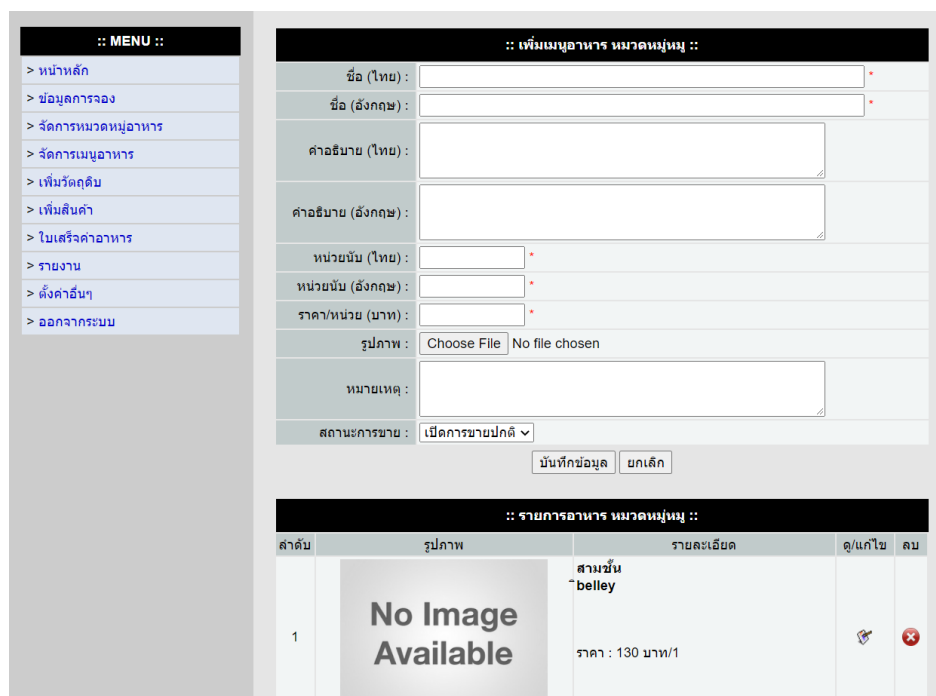 :: MENU ::
> หน้าหลัก
> ข้อมูลการจอง
> จัดการหมวดหมู่อาหาร
> จัดการเมนูอาหาร
> เพิ่มวัตถุดิบ
> เพิ่มสินค้า
> ใบเสร็จค่าอาหาร
> รายงาน
> ตั้งค่าอื่นๆ
> ออกจากระบบ
:: เพิ่มเมนูอาหาร หมวดหมู่หมู ::
ชื่อ (ไทย) : *
ชื่อ (อังกฤษ) : *
คำอธิบาย (ไทย) :
คำอธิบาย (อังกฤษ) :
หน่วยนับ (ไทย) : *
หน่วยนับ (อังกฤษ) : *
ราคา/หน่วย (บาท) : *
รูปภาพ : Choose File No file chosen
หมายเหตุ :
สถานะการขาย : เปิดการขายปกติ
บันทึกข้อมูล ยกเลิก
:: รายการอาหาร หมวดหมู่หมู ::
ลำดับ รูปภาพ รายละเอียด ดู/แก้ไข ลบ
สามชั้น
ิbelley
1 No Image Available
ราคา : 130 บาท/1